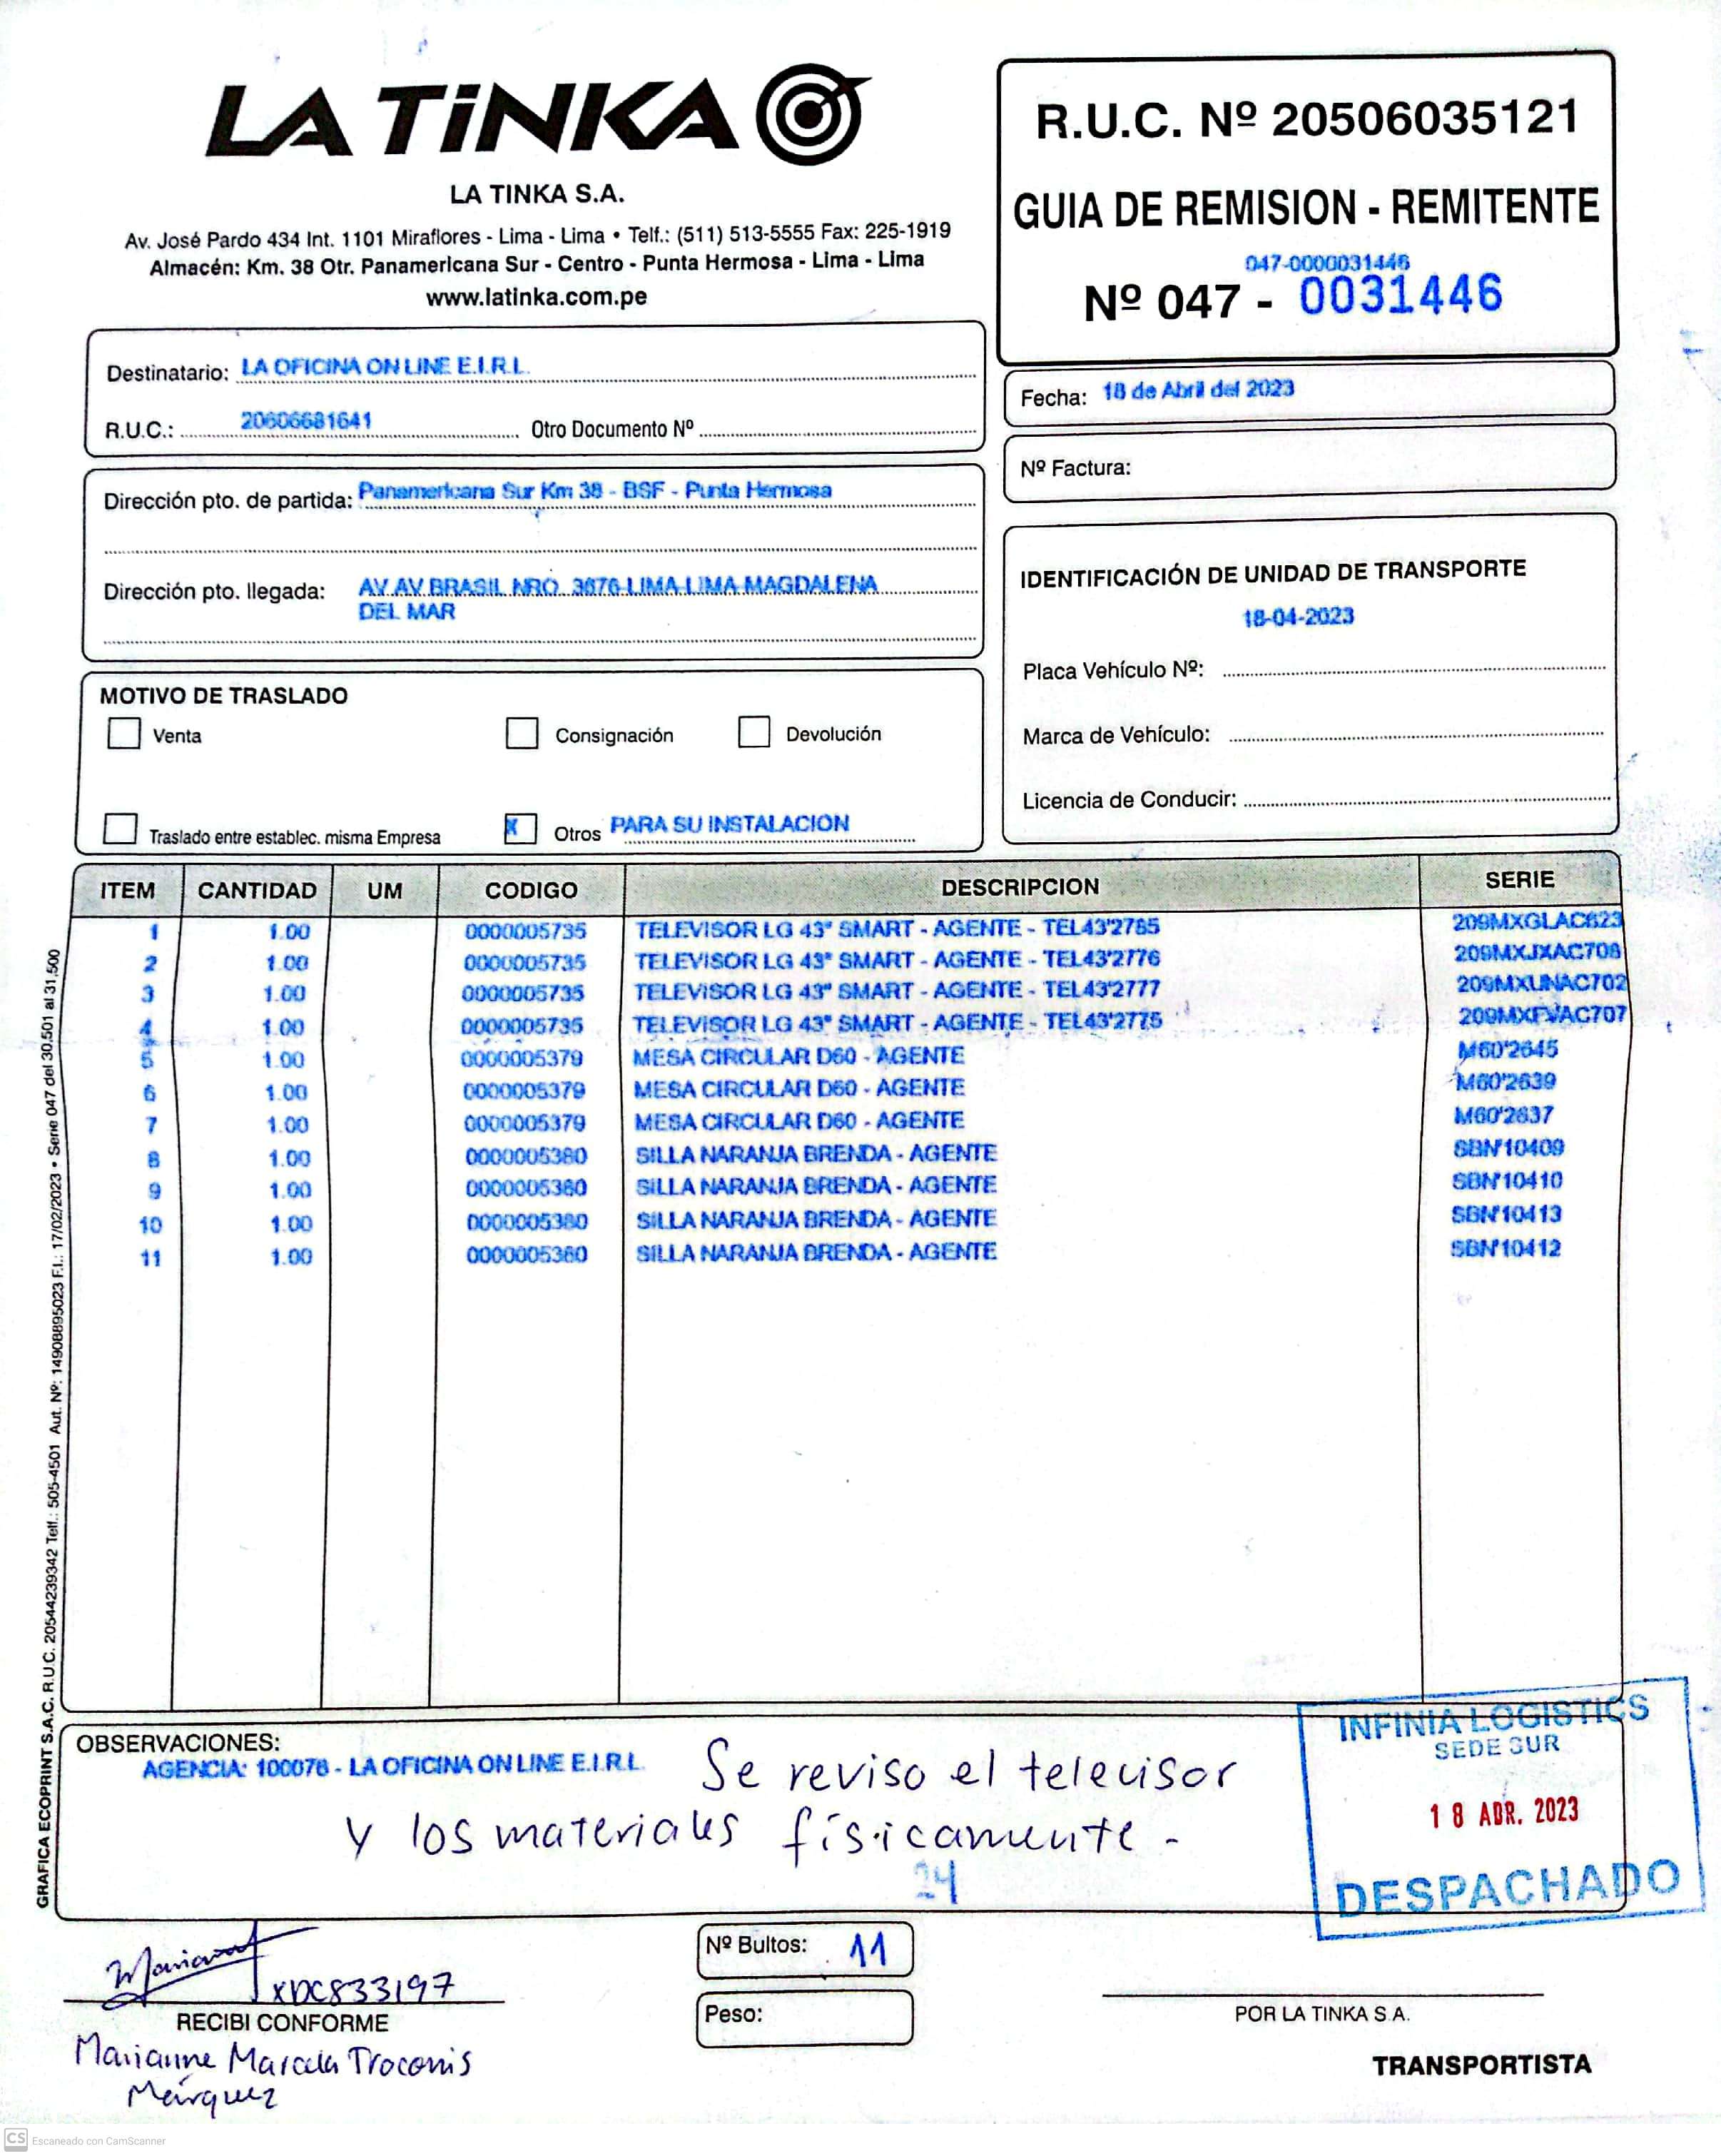 LA TiNKA
LA TINKA S.A.
Av. José Pardo 434 Int. 1101 Miraflores - Lima - Lima • Telf.: (511) 513-5555 Fax: 225-1919
Almacén: Km. 38 Otr. Panamericana Sur - Centro - Punta Hermosa - Lima - Lima
www.latinka.com.pe
R.U.C. Nº 20506035121
GUIA DE REMISION - REMITENTE
047-0000031446
Nº 047 - 0031446
Destinatario: LA OFICINA ON LINE E.I.R.L.
R.U.C.: 20606681641 Otro Documento Nº
Fecha: 18 de Abril del 2023
Nº Factura:
Dirección pto. de partida: Panamericana Sur Km 38 - BSF - Punta Hermosa
Dirección pto. llegada: AV AV BRASIL NRO. 3676 LIMA-LIMA-MAGDALENA
DEL MAR
IDENTIFICACIÓN DE UNIDAD DE TRANSPORTE
18-04-2023
Placa Vehículo Nº:
Marca de Vehículo:
Licencia de Conducir:
MOTIVO DE TRASLADO
Venta Consignación Devolución
Traslado entre establec. misma Empresa X Otros PARA SU INSTALACION
ITEM CANTIDAD UM CODIGO DESCRIPCION SERIE
1 1.00 0000005735 TELEVISOR LG 43" SMART - AGENTE - TEL43'2785 209MXGLAC623
2 1.00 0000005735 TELEVISOR LG 43" SMART - AGENTE - TEL43'2776 209MXJXAC708
3 1.00 0000005735 TELEVISOR LG 43" SMART - AGENTE - TEL43'2777 209MXUNAC702
4 1.00 0000005735 TELEVISOR LG 43" SMART - AGENTE - TEL43'2775 209MXFVAC707
5 1.00 0000005379 MESA CIRCULAR D60 - AGENTE M60'2645
6 1.00 0000005379 MESA CIRCULAR D60 - AGENTE M60'2639
7 1.00 0000005379 MESA CIRCULAR D60 - AGENTE M60'2637
8 1.00 0000005380 SILLA NARANJA BRENDA - AGENTE SBN'10409
9 1.00 0000005380 SILLA NARANJA BRENDA - AGENTE SBN'10410
10 1.00 0000005380 SILLA NARANJA BRENDA - AGENTE SBN'10413
11 1.00 0000005380 SILLA NARANJA BRENDA - AGENTE SBN'10412
GRAFICA ECOPRINT S.A.C. R.U.C. 20544239342 Telf.: 505-4501 Aut. Nº: 14908895023 F.I.: 17/02/2023 • Serie 047 del 30,501 al 31,500
OBSERVACIONES:
AGENCIA: 100078 - LA OFICINA ON LINE E.I.R.L. Se reviso el televisor
y los materiales físicamente -
24
INFINIA LOGISTICS
SEDE SUR
18 ABR. 2023
DESPACHADO
XDC833197
RECIBI CONFORME
Marianne Marcela Troconis
Márquez
Nº Bultos: 11
Peso:
POR LA TINKA S.A.
TRANSPORTISTA
CS Escaneado con CamScanner